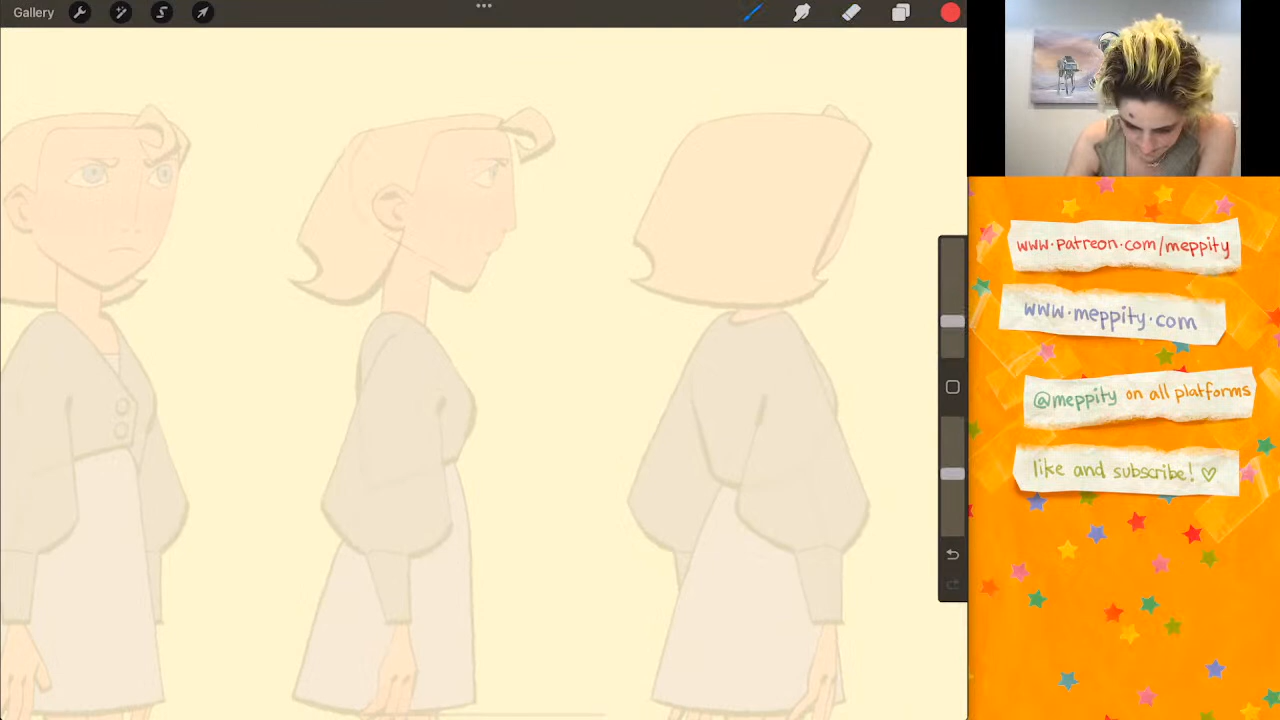 Gallery
www.patreon.com/meppity
www.meppity.com
@meppity on all platforms
like and subscribe! ♡